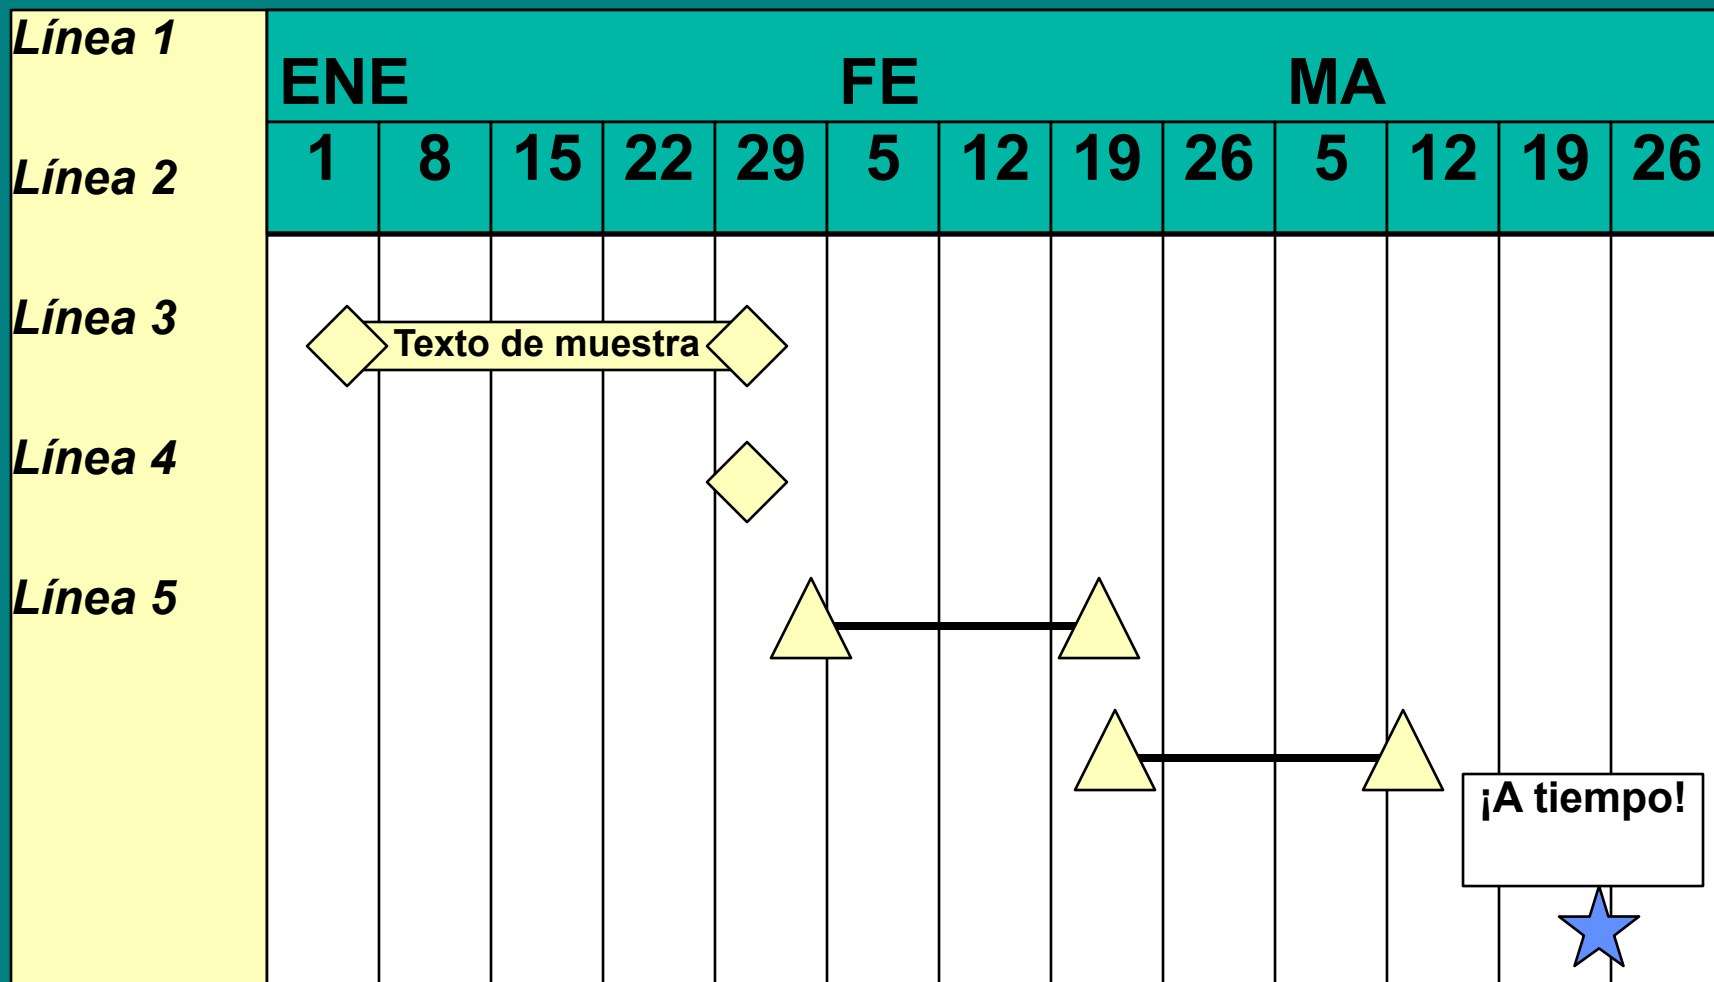 Línea 1
ENE FE MA
1 8 15 22 29 5 12 19 26 5 12 19 26
Línea 2
Línea 3
Texto de muestra
Línea 4
Línea 5
¡A tiempo!